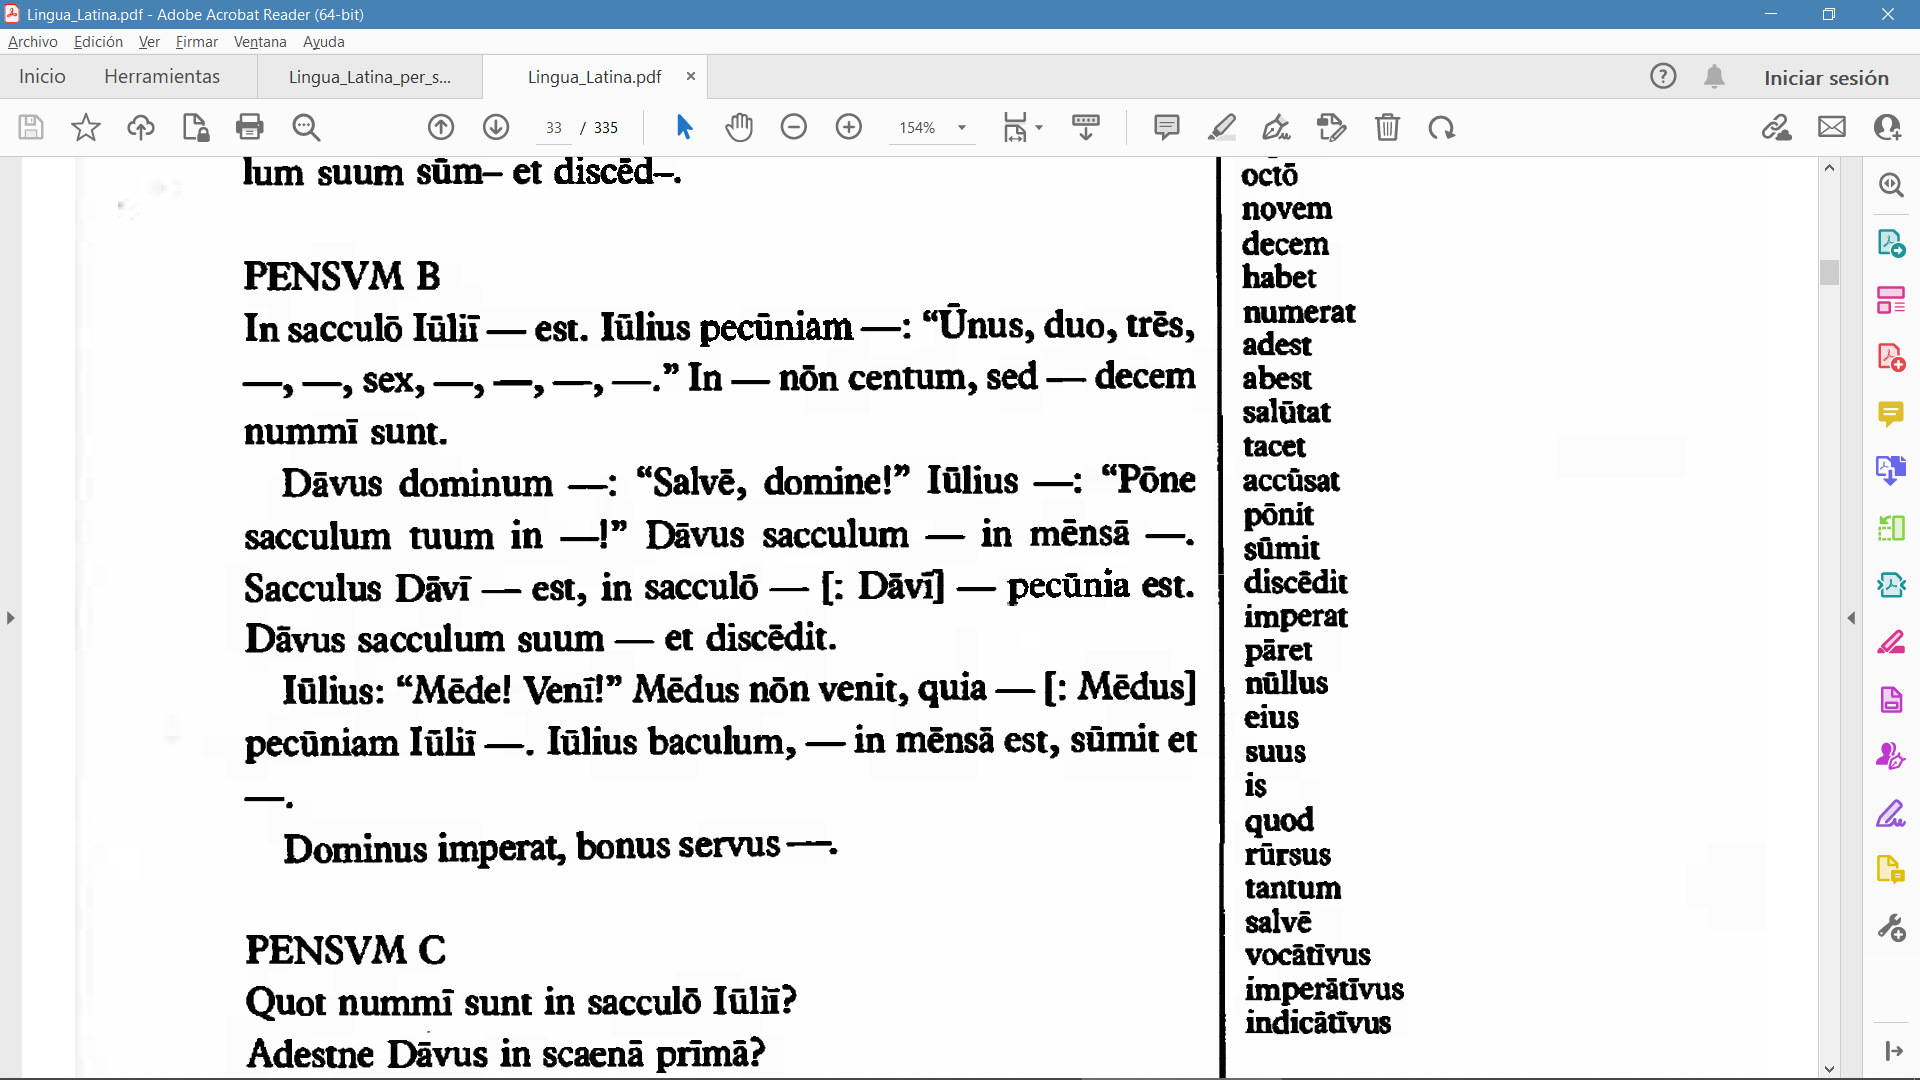 Lingua_Latina.pdf - Adobe Acrobat Reader (64-bit)
Archivo Edición Ver Firmar Ventana Ayuda
Inicio Herramientas Lingua_Latina_per_s... Lingua_Latina.pdf × Iniciar sesión
33 / 335 154%
lum suum sūm– et discēd–.
PENSVM B
In sacculō Iūliī — est. Iūlius pecūniam —: “Ūnus, duo, trēs,
—, —, sex, —, —, —, —.” In — nōn centum, sed — decem
nummī sunt.
Dāvus dominum —: “Salvē, domine!” Iūlius —: “Pōne
sacculum tuum in —!” Dāvus sacculum — in mēnsā —.
Sacculus Dāvī — est, in sacculō — [: Dāvī] — pecūnia est.
Dāvus sacculum suum — et discēdit.
Iūlius: “Mēde! Venī!” Mēdus nōn venit, quia — [: Mēdus]
pecūniam Iūliī —. Iūlius baculum, — in mēnsā est, sūmit et
—.
Dominus imperat, bonus servus —.
PENSVM C
Quot nummī sunt in sacculō Iūliī?
Adestne Dāvus in scaenā prīmā?
octō
novem
decem
habet
numerat
adest
abest
salūtat
tacet
accūsat
pōnit
sūmit
discēdit
imperat
pāret
nūllus
eius
suus
is
quod
rūrsus
tantum
salvē
vocātīvus
imperātīvus
indicātīvus